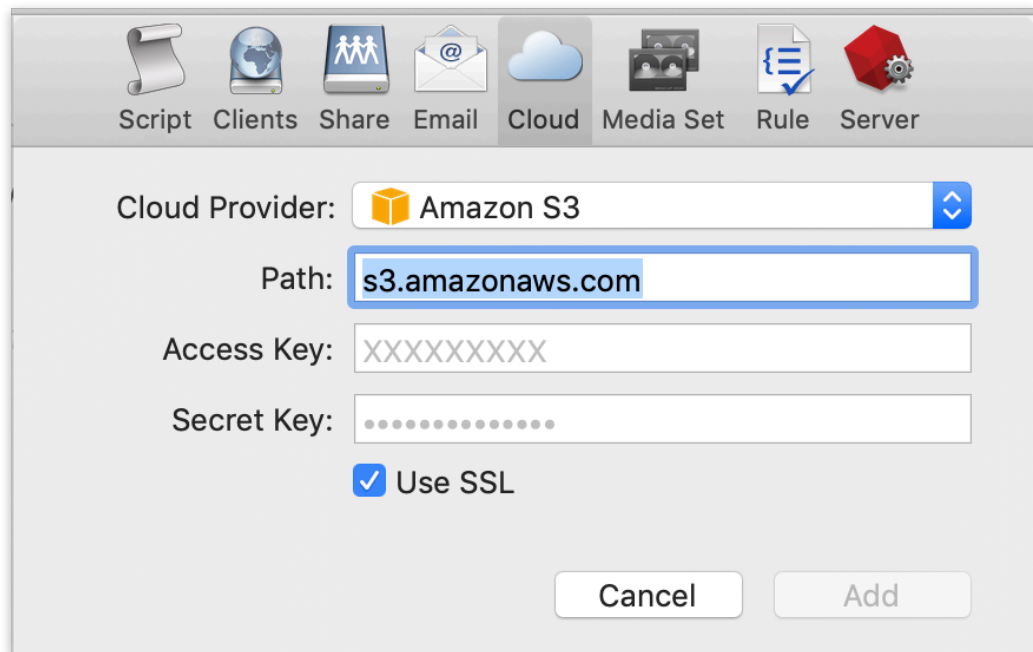 Script Clients Share Email Cloud Media Set Rule Server
Cloud Provider: Amazon S3
Path: s3.amazonaws.com
Access Key: XXXXXXXXX
Secret Key: ••••••••••••••
Use SSL
Cancel Add